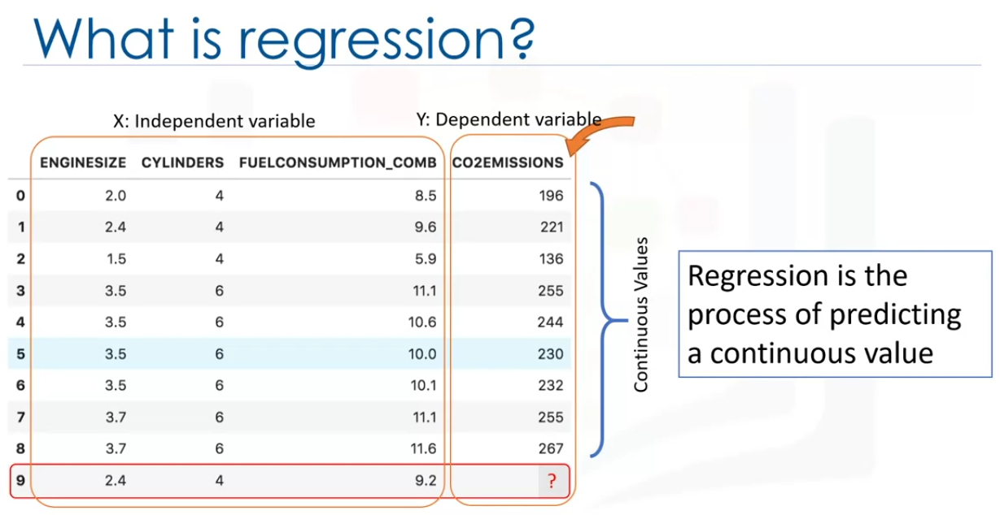 What is regression?
X: Independent variable
Y: Dependent variable
ENGINESIZE CYLINDERS FUELCONSUMPTION_COMB CO2EMISSIONS
0 2.0 4 8.5 196
1 2.4 4 9.6 221
2 1.5 4 5.9 136
3 3.5 6 11.1 255
4 3.5 6 10.6 244
5 3.5 6 10.0 230
6 3.5 6 10.1 232
7 3.7 6 11.1 255
8 3.7 6 11.6 267
9 2.4 4 9.2 ?
Continuous Values
Regression is the
process of predicting
a continuous value